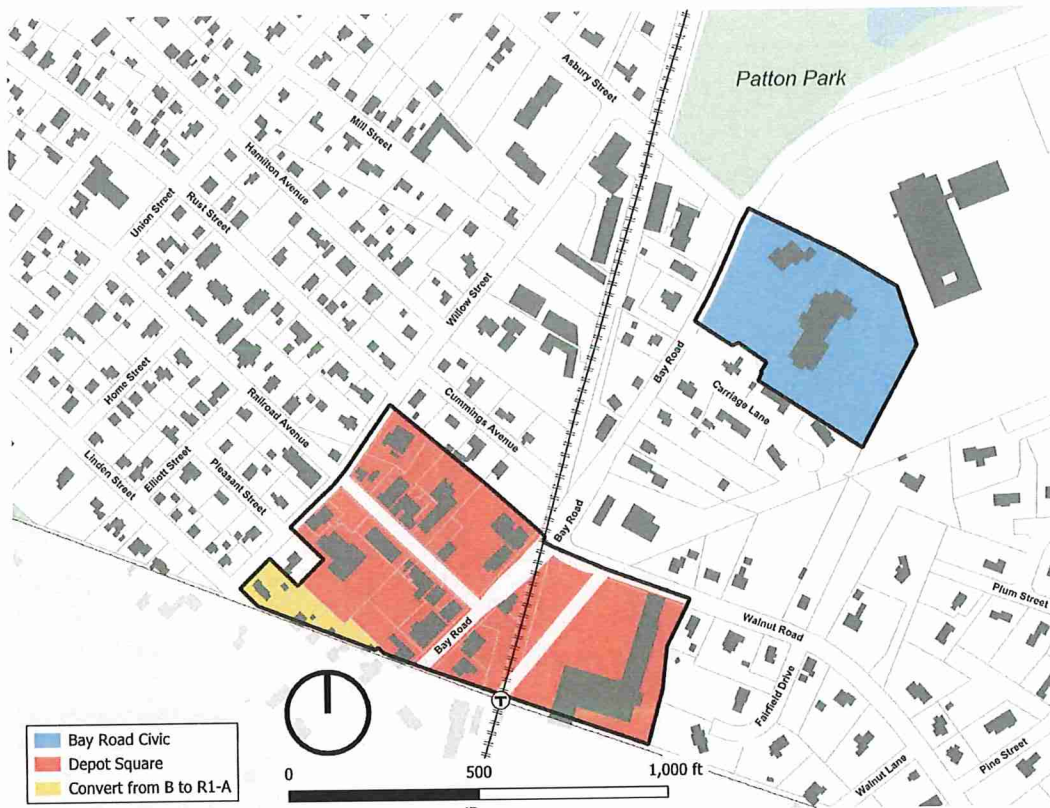 Asbury Street
Patton Park
Mill Street
Hamilton Avenue
Rust Street
Union Street
Willow Street
Bay Road
Home Street
Carriage Lane
Cummings Avenue
Railroad Avenue
Linden Street
Elliott Street
Pleasant Street
Bay Road
Plum Street
Bay Road
Walnut Road
Fairfield Drive
T
Pine Street
Walnut Lane
Bay Road Civic
Depot Square
Convert from B to R1-A
0 500 1,000 ft